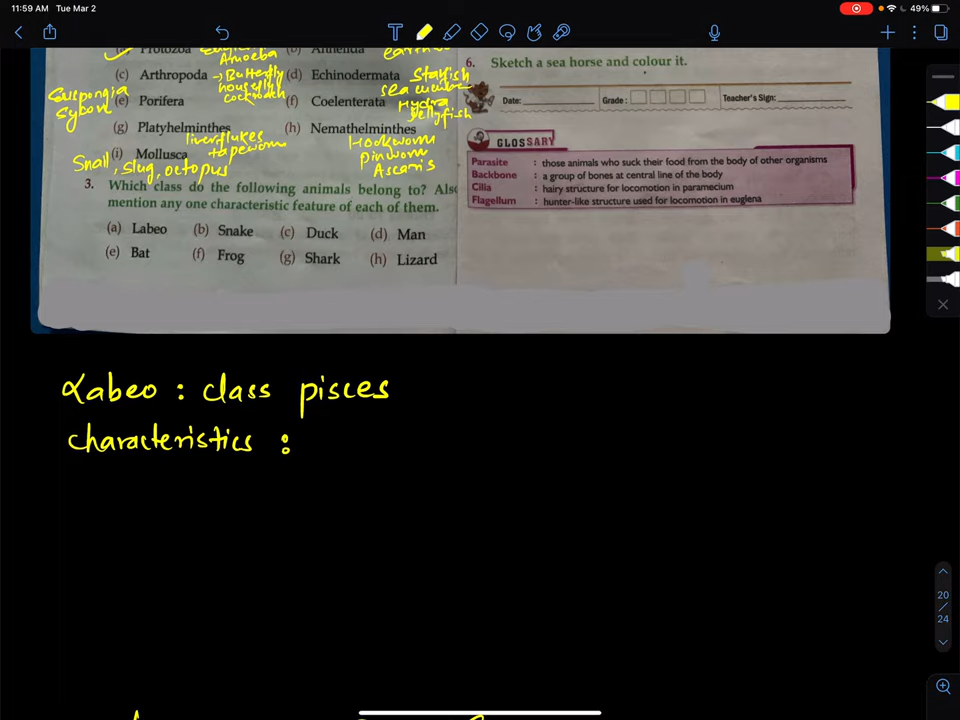 11:59 AM Tue Mar 2
49%
Protozoa
Amoeba
(c) Arthropoda → Butterfly
housefly
cockroach
(d) Echinodermata Starfish
sea cucumbe
(e) Porifera
Euspongia
Sycon
(f) Coelenterata Hydra
Jellyfish
(g) Platyhelminthes
liverflukes
tapeworm
(h) Nemathelminthes
Hookworm
Pinworm
Ascaris
(i) Mollusca
Snail, slug, octopus
3. Which class do the following animals belong to? Also
mention any one characteristic feature of each of them.
(a) Labeo (b) Snake (c) Duck (d) Man
(e) Bat (f) Frog (g) Shark (h) Lizard
6. Sketch a sea horse and colour it.
Date: Grade: Teacher's Sign:
GLOSSARY
Parasite : those animals who suck their food from the body of other organisms
Backbone : a group of bones at central line of the body
Cilia : hairy structure for locomotion in paramecium
Flagellum : hunter-like structure used for locomotion in euglena
Labeo : class pisces
characteristics :
20
/
24